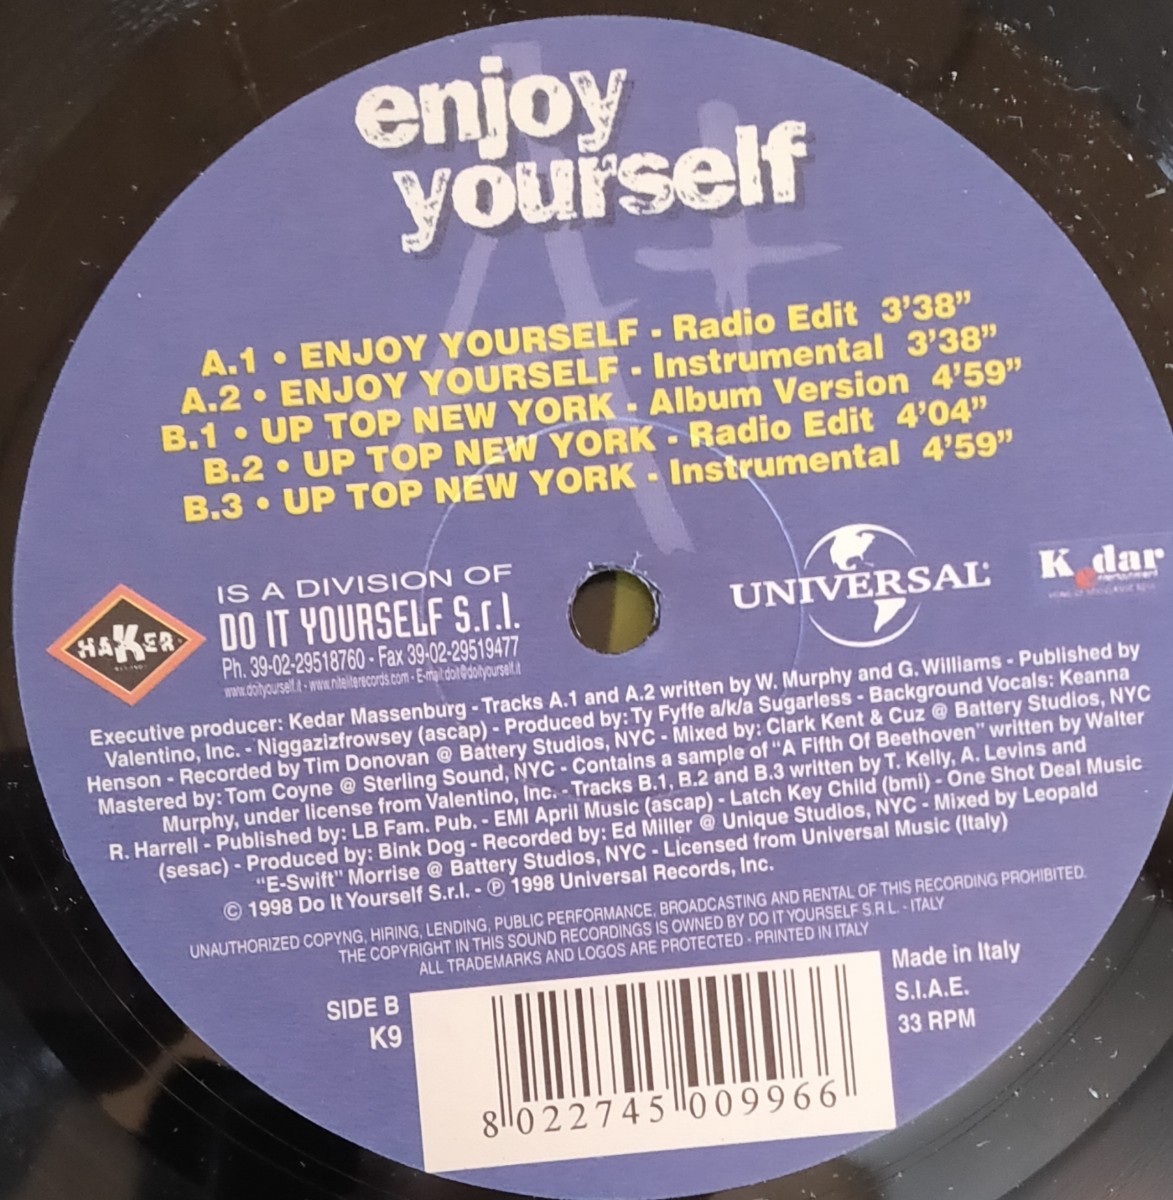 enjoy
yourself
A+
A.1 • ENJOY YOURSELF - Radio Edit 3'38"
A.2 • ENJOY YOURSELF - Instrumental 3'38"
B.1 • UP TOP NEW YORK - Album Version 4'59"
B.2 • UP TOP NEW YORK - Radio Edit 4'04"
B.3 • UP TOP NEW YORK - Instrumental 4'59"
HAKER
IS A DIVISION OF
DO IT YOURSELF S.r.l.
Ph. 39-02-29518760 - Fax 39-02-29519477
www.doityourself.it - www.niteliterecords.com - E-mail:doit@doityourself.it
UNIVERSAL
Kedar
entertainment
Executive producer: Kedar Massenburg - Tracks A.1 and A.2 written by W. Murphy and G. Williams - Published by
Valentino, Inc. - Niggazizfrowsey (ascap) - Produced by: Ty Fyffe a/k/a Sugarless - Background Vocals: Keanna
Henson - Recorded by Tim Donovan @ Battery Studios, NYC - Mixed by: Clark Kent & Cuz @ Battery Studios, NYC
Mastered by: Tom Coyne @ Sterling Sound, NYC - Contains a sample of "A Fifth Of Beethoven" written by Walter
Murphy, under license from Valentino, Inc. - Tracks B.1, B.2 and B.3 written by T. Kelly, A. Levins and
R. Harrell - Published by: LB Fam. Pub. - EMI April Music (ascap) - Latch Key Child (bmi) - One Shot Deal Music
(sesac) - Produced by: Bink Dog - Recorded by: Ed Miller @ Unique Studios, NYC - Mixed by Leopald
"E-Swift" Morrise @ Battery Studios, NYC - Licensed from Universal Music (Italy)
© 1998 Do It Yourself S.r.l. - ℗ 1998 Universal Records, Inc.
UNAUTHORIZED COPYNG, HIRING, LENDING, PUBLIC PERFORMANCE, BROADCASTING AND RENTAL OF THIS RECORDING PROHIBITED.
THE COPYRIGHT IN THIS SOUND RECORDINGS IS OWNED BY DO IT YOURSELF S.R.L. - ITALY
ALL TRADEMARKS AND LOGOS ARE PROTECTED - PRINTED IN ITALY
SIDE B
K9
Made in Italy
S.I.A.E.
33 RPM
8 022745 009966